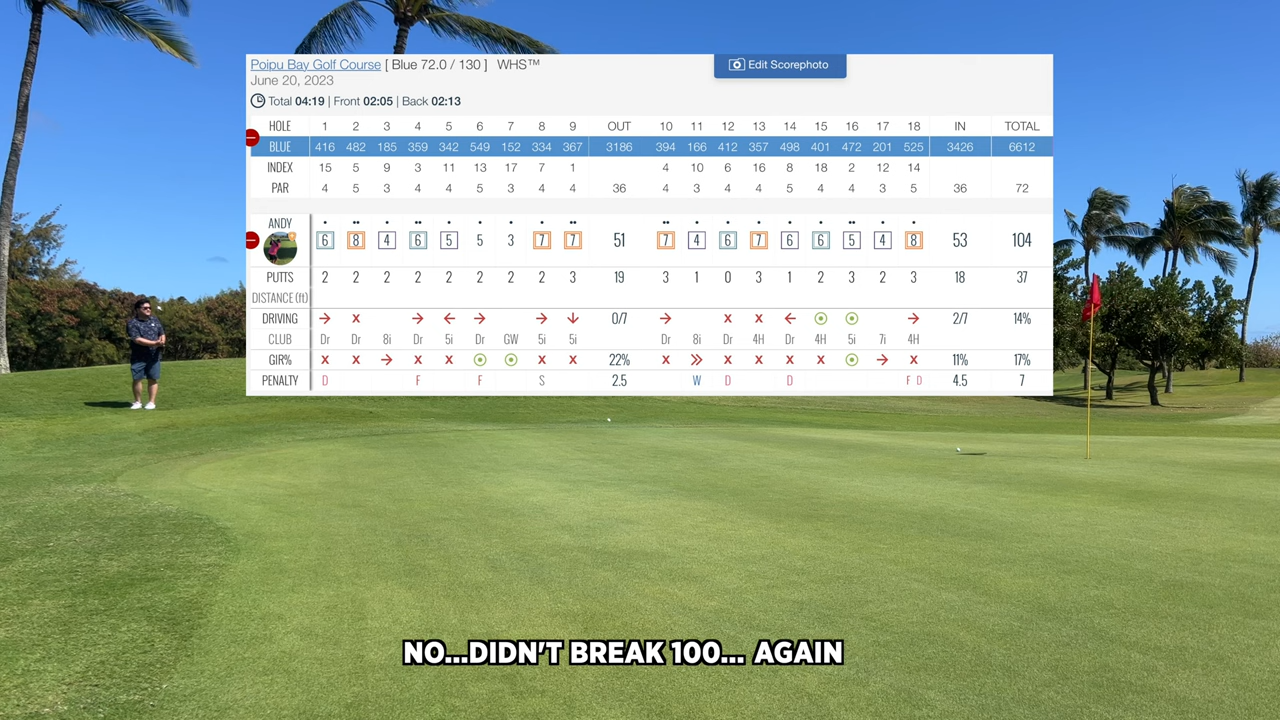 Poipu Bay Golf Course [ Blue 72.0 / 130 ] WHS™ Edit Scorephoto
June 20, 2023
Total 04:19 | Front 02:05 | Back 02:13
HOLE 1 2 3 4 5 6 7 8 9 OUT 10 11 12 13 14 15 16 17 18 IN TOTAL
BLUE 416 482 185 359 342 549 152 334 367 3186 394 166 412 357 498 401 472 201 525 3426 6612
INDEX 15 5 9 3 11 13 17 7 1 4 10 6 16 8 18 2 12 14
PAR 4 5 3 4 4 5 3 4 4 36 4 3 4 4 5 4 4 3 5 36 72
ANDY 6 8 4 6 5 5 3 7 7 51 7 4 6 7 6 6 5 4 8 53 104
PUTTS 2 2 2 2 2 2 2 2 3 19 3 1 0 3 1 2 3 2 3 18 37
DISTANCE (ft)
DRIVING → x → ← → → ↓ 0/7 → x x ← → 2/7 14%
CLUB Dr Dr 8i Dr 5i Dr GW 5i 5i Dr 8i Dr 4H Dr 4H 5i 7i 4H
GIR% x x → x x x x 22% x x x x x → x 11% 17%
PENALTY D F F S 2.5 W D D F D 4.5 7
NO...DIDN'T BREAK 100... AGAIN